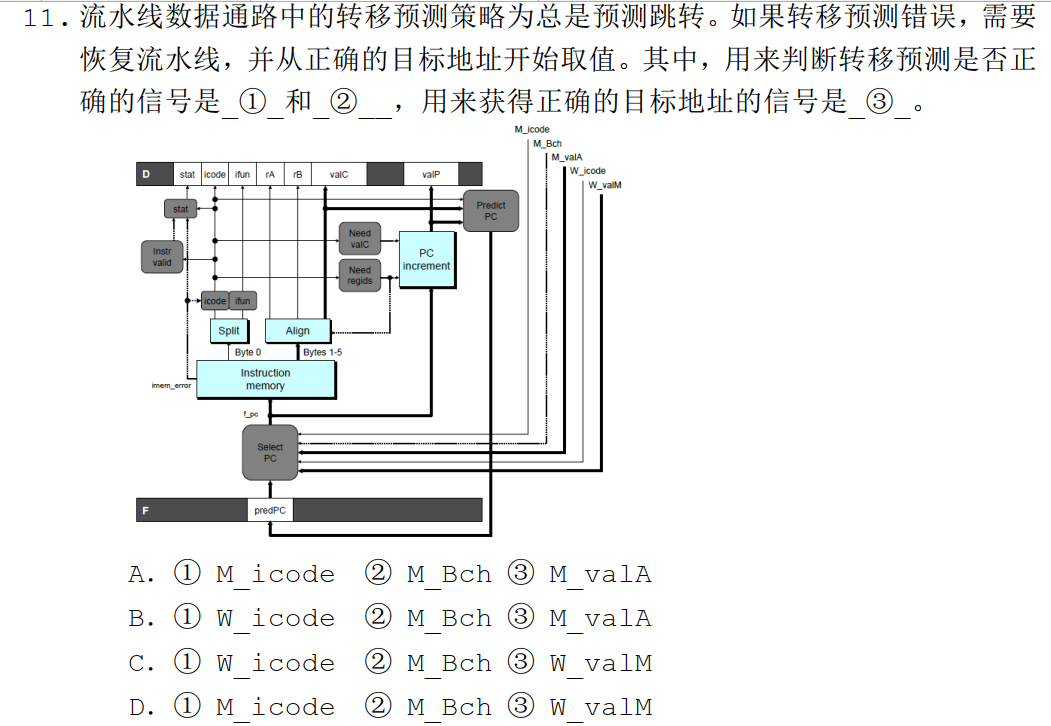 11.流水线数据通路中的转移预测策略为总是预测跳转。如果转移预测错误，需要
恢复流水线，并从正确的目标地址开始取值。其中，用来判断转移预测是否正
确的信号是_①_和_②__，用来获得正确的目标地址的信号是_③_。
M_icode
M_Bch
M_valA
W_icode
W_valM
D stat icode ifun rA rB valC valP
stat
Predict
PC
Need
valC
Instr
valid
PC
increment
Need
regids
icode ifun
Split
Align
Byte 0
Bytes 1-5
imem_error
Instruction
memory
f_pc
Select
PC
F predPC
A. ① M_icode ② M_Bch ③ M_valA
B. ① W_icode ② M_Bch ③ M_valA
C. ① W_icode ② M_Bch ③ W_valM
D. ① M_icode ② M_Bch ③ W_valM